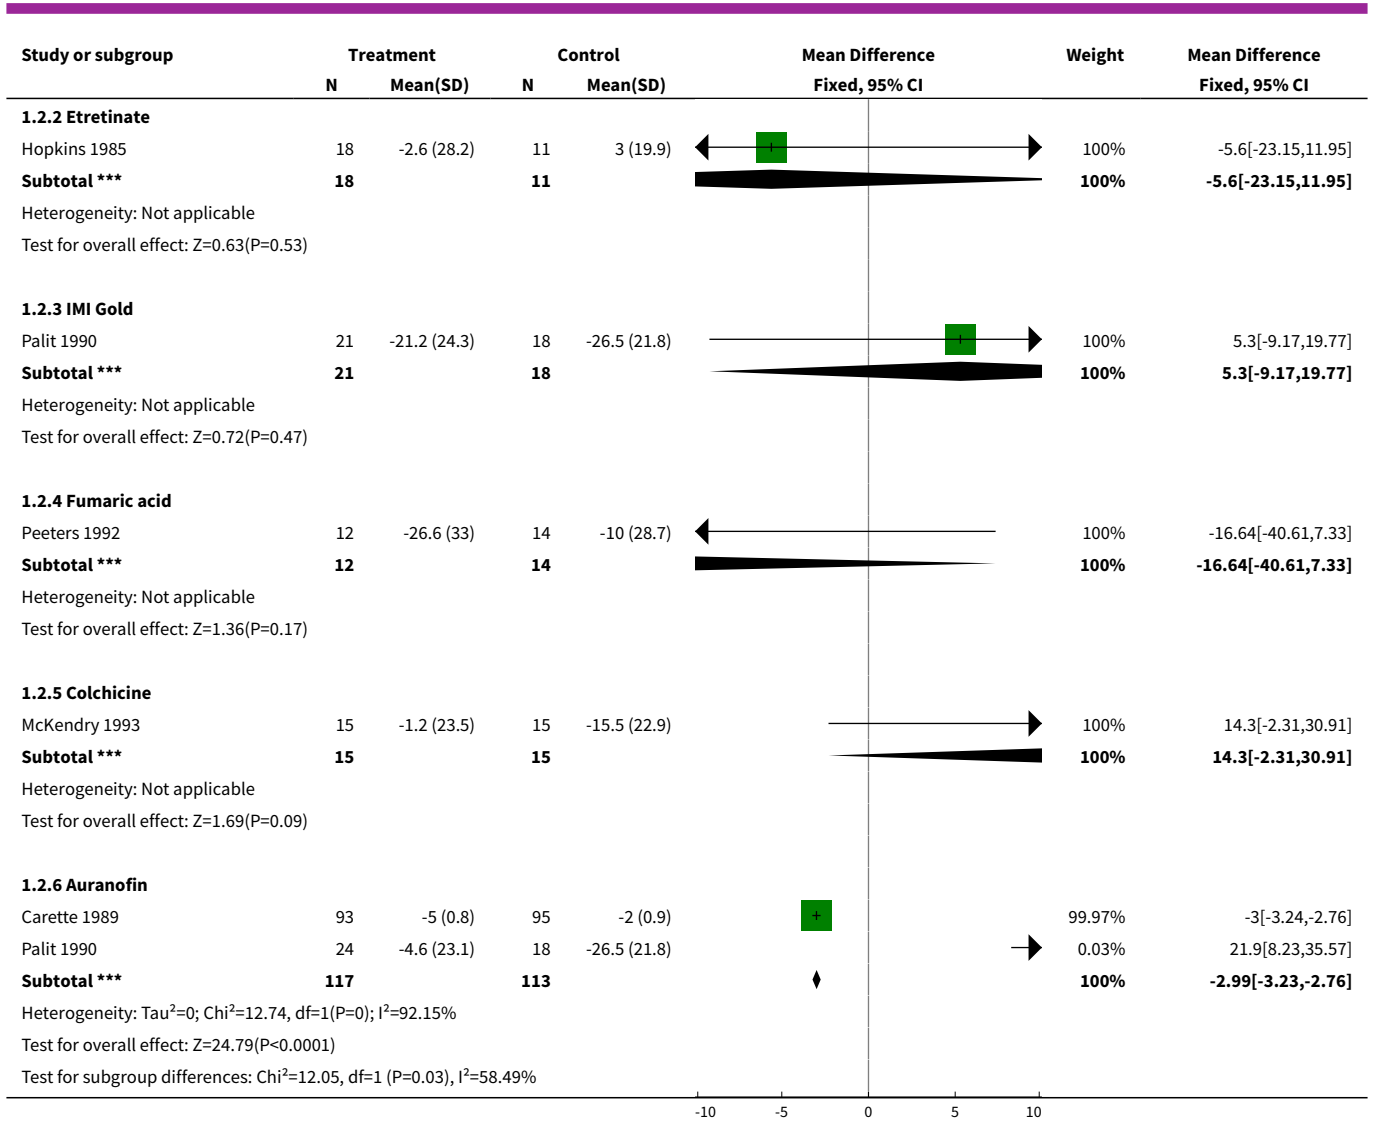 Study or subgroup Treatment Control Mean Difference Weight Mean Difference
N Mean(SD) N Mean(SD) Fixed, 95% CI Fixed, 95% CI
1.2.2 Etretinate
Hopkins 1985 18 -2.6 (28.2) 11 3 (19.9) 100% -5.6[-23.15,11.95]
Subtotal *** 18 11 100% -5.6[-23.15,11.95]
Heterogeneity: Not applicable
Test for overall effect: Z=0.63(P=0.53)
1.2.3 IMI Gold
Palit 1990 21 -21.2 (24.3) 18 -26.5 (21.8) 100% 5.3[-9.17,19.77]
Subtotal *** 21 18 100% 5.3[-9.17,19.77]
Heterogeneity: Not applicable
Test for overall effect: Z=0.72(P=0.47)
1.2.4 Fumaric acid
Peeters 1992 12 -26.6 (33) 14 -10 (28.7) 100% -16.64[-40.61,7.33]
Subtotal *** 12 14 100% -16.64[-40.61,7.33]
Heterogeneity: Not applicable
Test for overall effect: Z=1.36(P=0.17)
1.2.5 Colchicine
McKendry 1993 15 -1.2 (23.5) 15 -15.5 (22.9) 100% 14.3[-2.31,30.91]
Subtotal *** 15 15 100% 14.3[-2.31,30.91]
Heterogeneity: Not applicable
Test for overall effect: Z=1.69(P=0.09)
1.2.6 Auranofin
Carette 1989 93 -5 (0.8) 95 -2 (0.9) 99.97% -3[-3.24,-2.76]
Palit 1990 24 -4.6 (23.1) 18 -26.5 (21.8) 0.03% 21.9[8.23,35.57]
Subtotal *** 117 113 100% -2.99[-3.23,-2.76]
Heterogeneity: Tau²=0; Chi²=12.74, df=1(P=0); I²=92.15%
Test for overall effect: Z=24.79(P<0.0001)
Test for subgroup differences: Chi²=12.05, df=1 (P=0.03), I²=58.49%
-10 -5 0 5 10